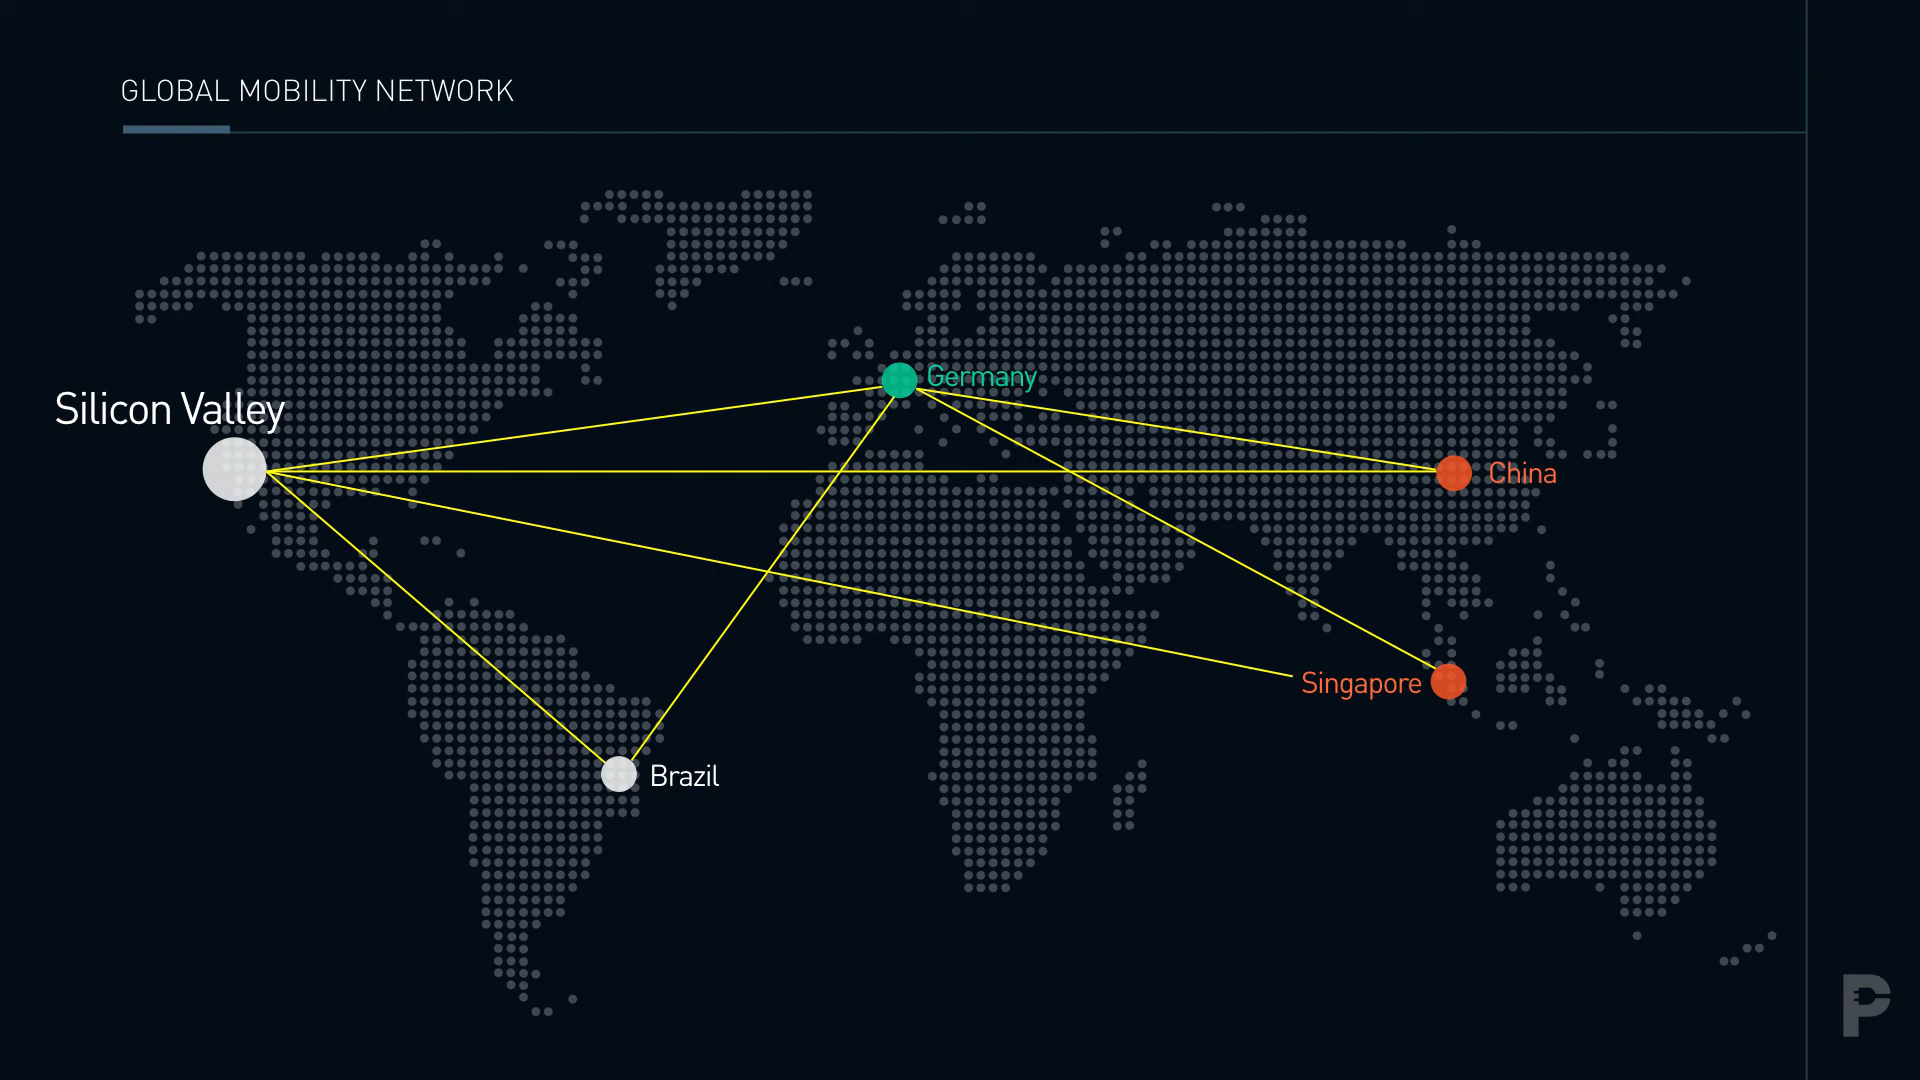 GLOBAL MOBILITY NETWORK
Germany
Silicon Valley
China
Singapore
Brazil